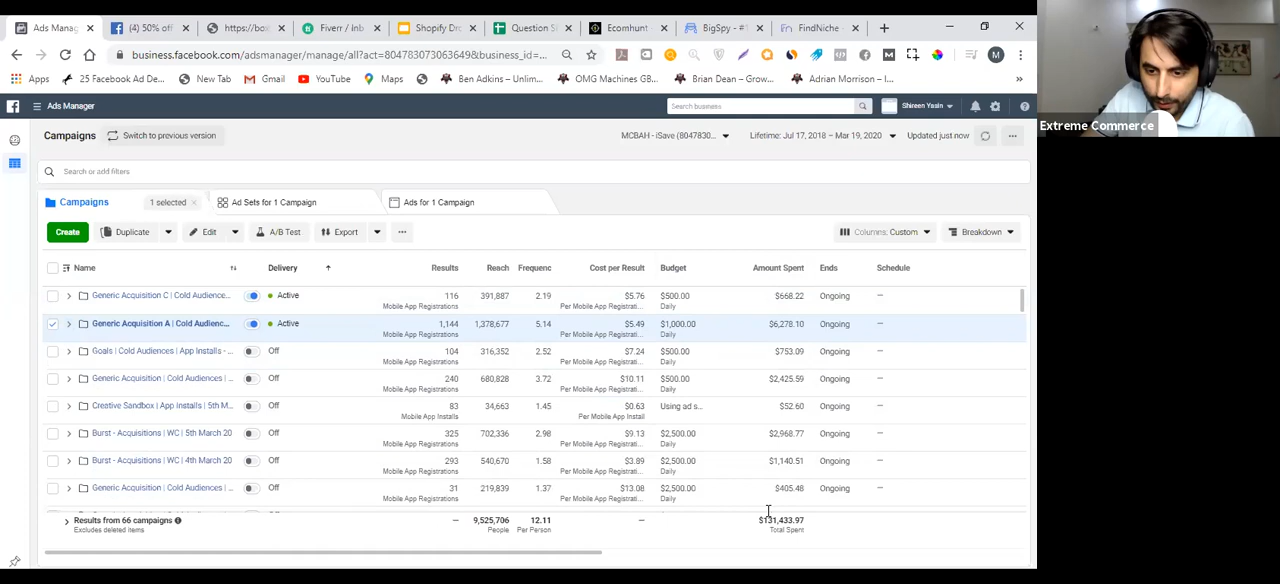 Ads Manager
(4) 50% off
https://box
Fiverr / Inb
Shopify Dro
Question S
Ecomhunt
BigSpy - #1
FindNiche -
business.facebook.com/adsmanager/manage/all?act=804783073063649&business_id=...
M
Apps
25 Facebook Ad De...
New Tab
Gmail
YouTube
Maps
Ben Adkins – Unlim...
OMG Machines GB...
Brian Dean – Grow...
Adrian Morrison – I...
»
Extreme Commerce
Ads Manager
Search business
Shireen Yasin
Campaigns
Switch to previous version
MCBAH - iSave (8047830...
Lifetime: Jul 17, 2018 – Mar 19, 2020
Updated just now
Search or add filters
Campaigns
1 selected
Ad Sets for 1 Campaign
Ads for 1 Campaign
Create
Duplicate
Edit
A/B Test
Export
Columns: Custom
Breakdown
Name
Delivery
Results
Reach
Frequenc
Cost per Result
Budget
Amount Spent
Ends
Schedule
Generic Acquisition C | Cold Audience... Active 116 391,887 2.19 $5.76 $500.00 $668.22 Ongoing —
Mobile App Registrations Per Mobile App Registrati... Daily
Generic Acquisition A | Cold Audienc... Active 1,144 1,378,677 5.14 $5.49 $1,000.00 $6,278.10 Ongoing —
Mobile App Registrations Per Mobile App Registrati... Daily
Goals | Cold Audiences | App Installs - ... Off 104 316,352 2.52 $7.24 $500.00 $753.09 Ongoing —
Mobile App Registrations Per Mobile App Registrati... Daily
Generic Acquisition | Cold Audiences | ... Off 240 680,828 3.72 $10.11 $500.00 $2,425.59 Ongoing —
Mobile App Registrations Per Mobile App Registrati... Daily
Creative Sandbox | App Installs | 5th M... Off 83 34,663 1.45 $0.63 Using ad s... $52.60 Ongoing —
Mobile App Installs Per Mobile App Install
Burst - Acquisitions | WC | 5th March 20 Off 325 702,336 2.98 $9.13 $2,500.00 $2,968.77 Ongoing —
Mobile App Registrations Per Mobile App Registrati... Daily
Burst - Acquisitions | WC | 4th March 20 Off 293 540,670 1.58 $3.89 $2,500.00 $1,140.51 Ongoing —
Mobile App Registrations Per Mobile App Registrati... Daily
Generic Acquisition | Cold Audiences | ... Off 31 219,839 1.37 $13.08 $2,500.00 $405.48 Ongoing —
Mobile App Registrations Per Mobile App Registrati... Daily
Results from 66 campaigns — 9,525,706 12.11 — $131,433.97
Excludes deleted items People Per Person Total Spent